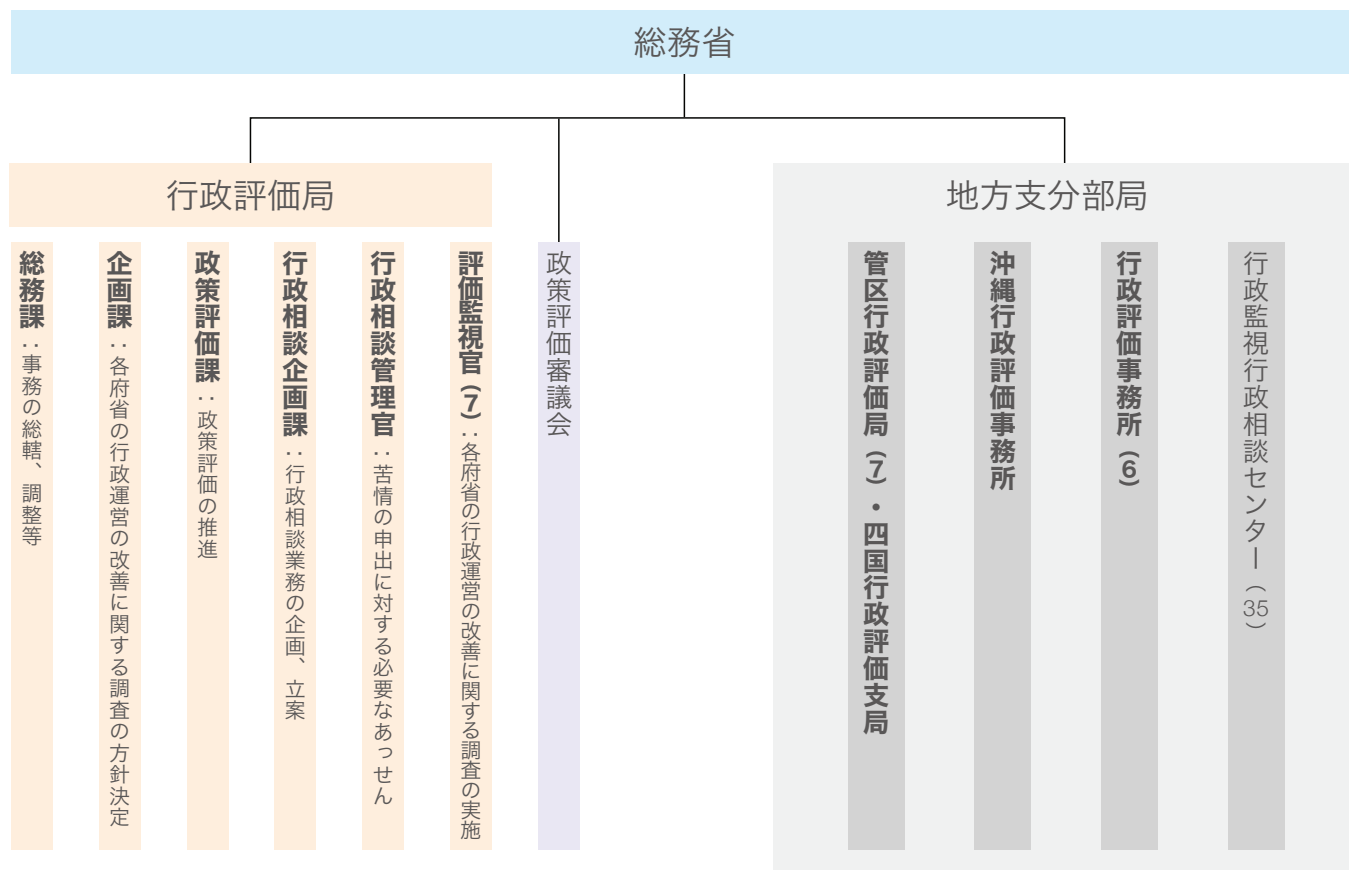 総務省
行政評価局
地方支分部局
総務課：事務の総轄、調整等
企画課：各府省の行政運営の改善に関する調査の方針決定
政策評価課：政策評価の推進
行政相談企画課：行政相談業務の企画、立案
行政相談管理官：苦情の申出に対する必要なあっせん
評価監視官（7）：各府省の行政運営の改善に関する調査の実施
政策評価審議会
管区行政評価局（7）・四国行政評価支局
沖縄行政評価事務所
行政評価事務所（6）
行政監視行政相談センター（35）